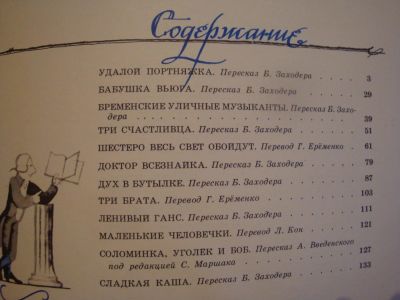 Содержание
УДАЛОЙ ПОРТНЯЖКА. Пересказ Б. Заходера . . . . . . 3
БАБУШКА ВЬЮГА. Пересказ Б. Заходера . . . . . . . 29
БРЕМЕНСКИЕ УЛИЧНЫЕ МУЗЫКАНТЫ. Пересказ Б. Захо-
дера . . . . . . . . . . . . . . . . . 39
ТРИ СЧАСТЛИВЦА. Пересказ Б. Заходера . . . . . . . 51
ШЕСТЕРО ВЕСЬ СВЕТ ОБОЙДУТ. Перевод Г. Ерёменко . . 61
ДОКТОР ВСЕЗНАЙКА. Пересказ Б. Заходера . . . . . . 79
ДУХ В БУТЫЛКЕ. Пересказ Б. Заходера . . . . . . . 87
ТРИ БРАТА. Перевод Г. Ерёменко . . . . . . . . . 103
ЛЕНИВЫЙ ГАНС. Пересказ Б. Заходера . . . . . . . 111
МАЛЕНЬКИЕ ЧЕЛОВЕЧКИ. Перевод Л. Кон . . . . . . . 121
СОЛОМИНКА, УГОЛЕК И БОБ. Пересказ А. Введенского
под редакцией С. Маршака . . . . . . . . . . 127
СЛАДКАЯ КАША. Пересказ Б. Заходера . . . . . . . 133